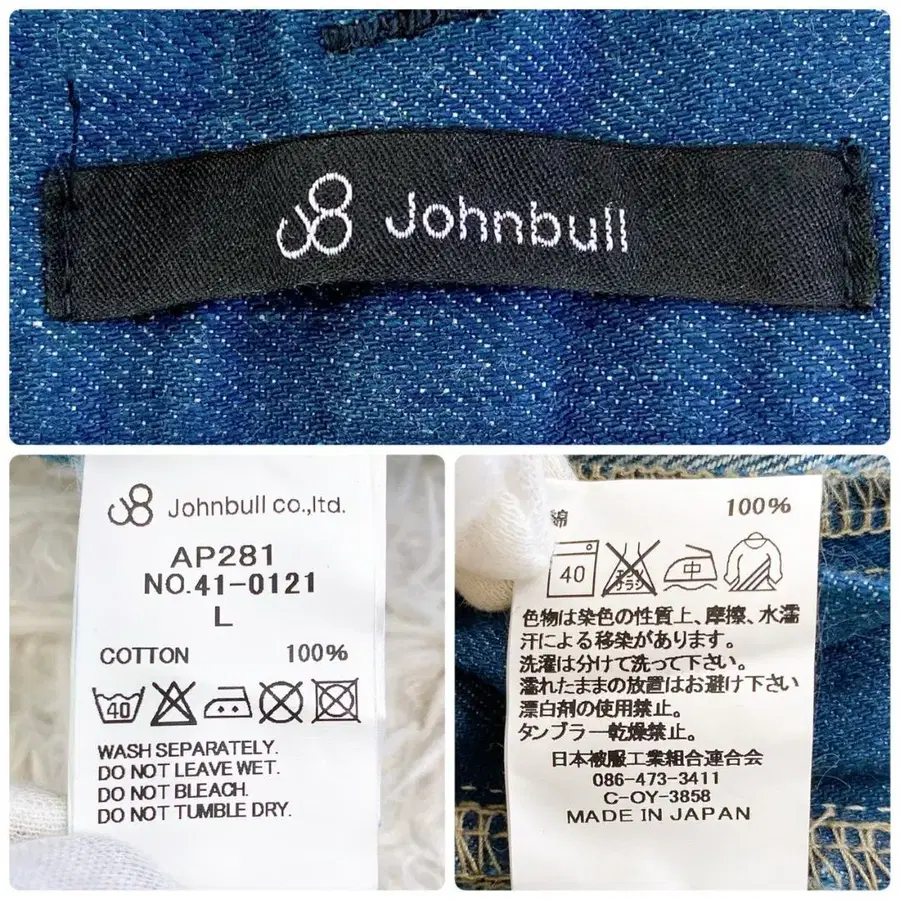 Johnbull
Johnbull co.,ltd.
AP281
NO.41-0121
L
COTTON 100%
40
WASH SEPARATELY.
DO NOT LEAVE WET.
DO NOT BLEACH.
DO NOT TUMBLE DRY.
綿 100%
40 エンソサラシ 中
色物は染色の性質上、摩擦、水濡
汗による移染があります。
洗濯は分けて洗って下さい。
濡れたままの放置はお避け下さい
漂白剤の使用禁止。
タンブラー乾燥禁止。
日本被服工業組合連合会
086-473-3411
C-OY-3858
MADE IN JAPAN